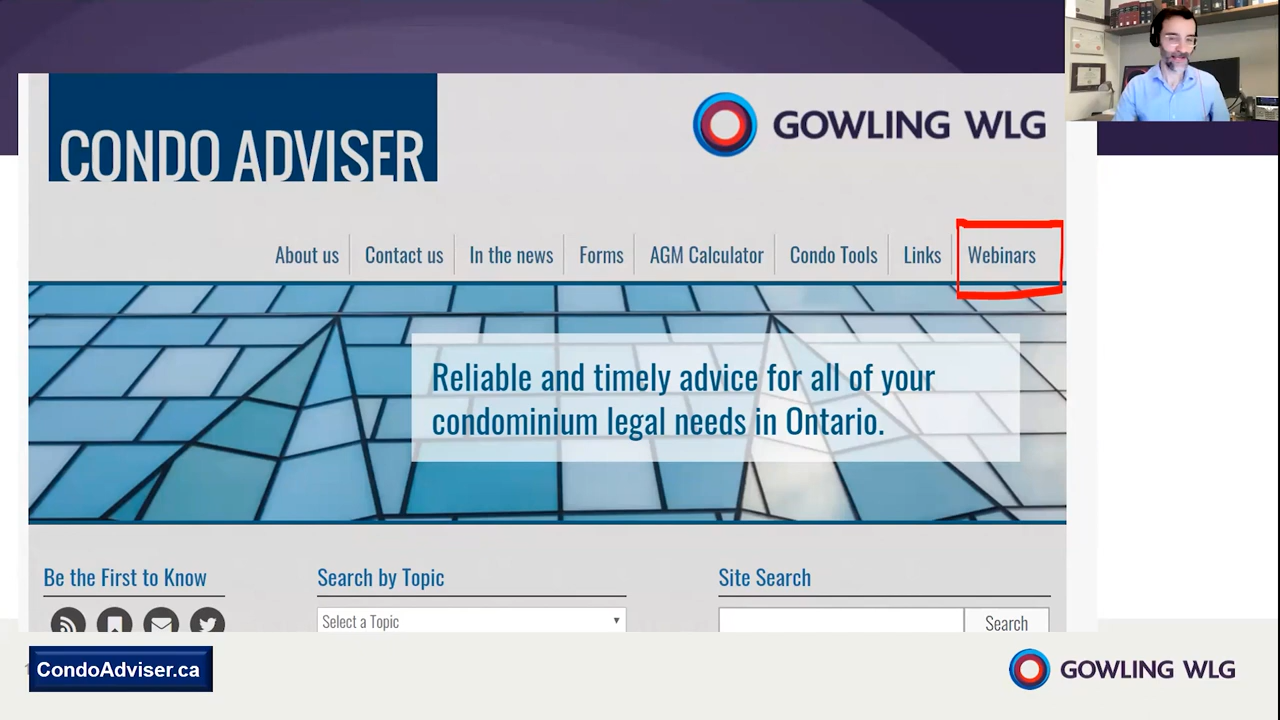 CONDO ADVISER
GOWLING WLG
About us
Contact us
In the news
Forms
AGM Calculator
Condo Tools
Links
Webinars
Reliable and timely advice for all of your
condominium legal needs in Ontario.
Be the First to Know
Search by Topic
Site Search
Select a Topic
Search
CondoAdviser.ca
GOWLING WLG